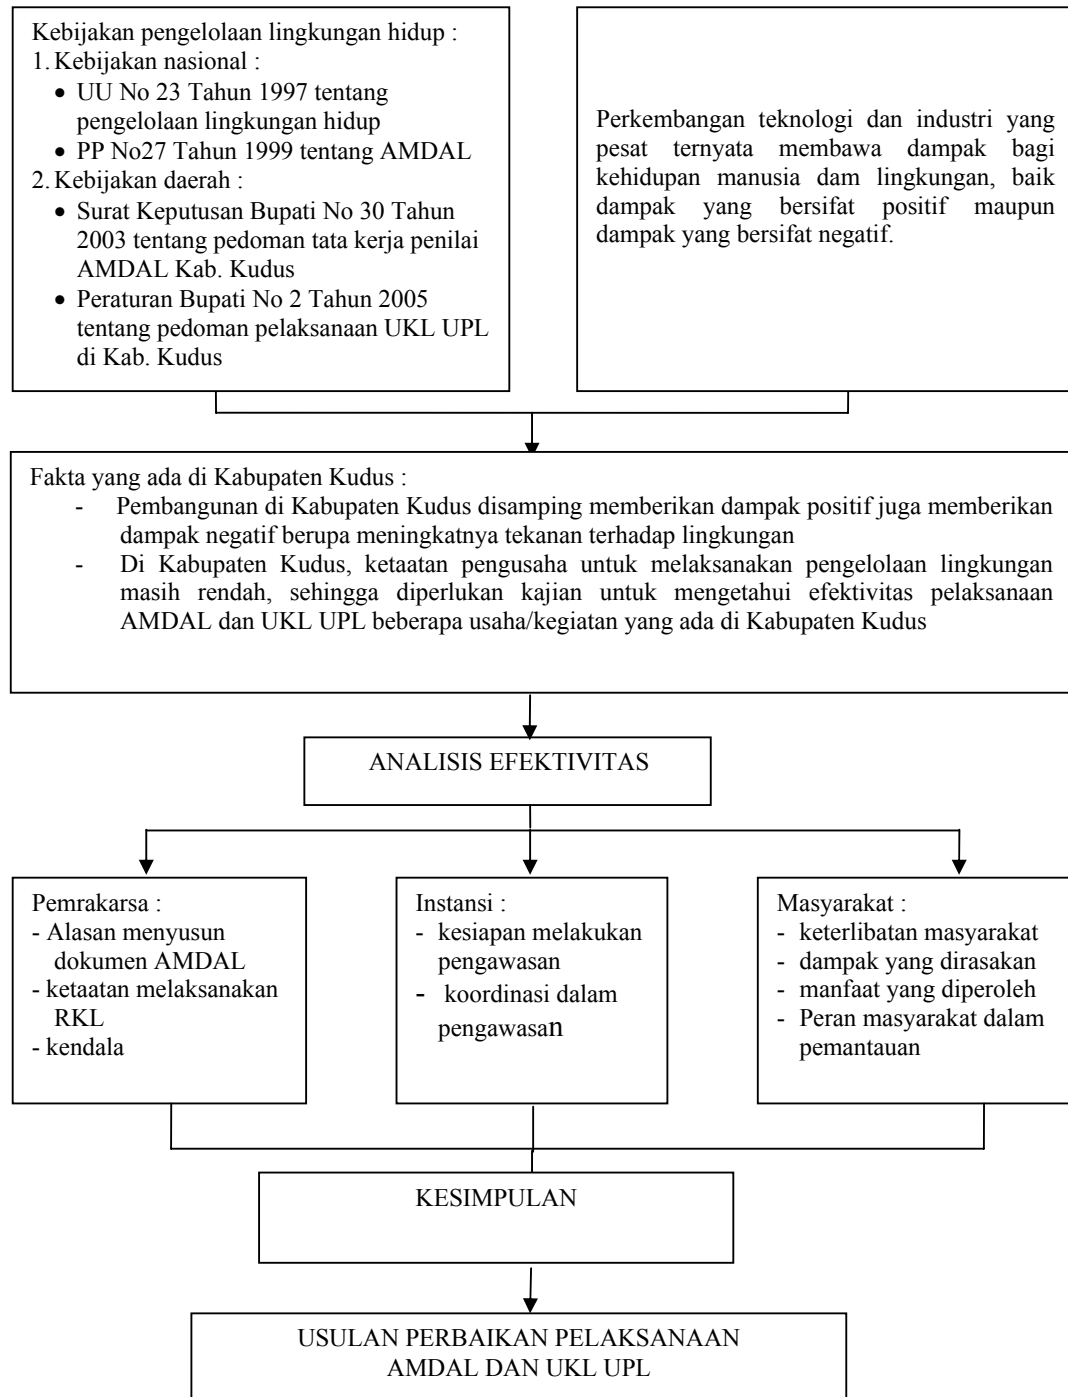 Kebijakan pengelolaan lingkungan hidup :
1. Kebijakan nasional :
• UU No 23 Tahun 1997 tentang
pengelolaan lingkungan hidup
• PP No27 Tahun 1999 tentang AMDAL
2. Kebijakan daerah :
• Surat Keputusan Bupati No 30 Tahun
2003 tentang pedoman tata kerja penilai
AMDAL Kab. Kudus
• Peraturan Bupati No 2 Tahun 2005
tentang pedoman pelaksanaan UKL UPL
di Kab. Kudus
Perkembangan teknologi dan industri yang
pesat ternyata membawa dampak bagi
kehidupan manusia dam lingkungan, baik
dampak yang bersifat positif maupun
dampak yang bersifat negatif.
Fakta yang ada di Kabupaten Kudus :
- Pembangunan di Kabupaten Kudus disamping memberikan dampak positif juga memberikan
dampak negatif berupa meningkatnya tekanan terhadap lingkungan
- Di Kabupaten Kudus, ketaatan pengusaha untuk melaksanakan pengelolaan lingkungan
masih rendah, sehingga diperlukan kajian untuk mengetahui efektivitas pelaksanaan
AMDAL dan UKL UPL beberapa usaha/kegiatan yang ada di Kabupaten Kudus
ANALISIS EFEKTIVITAS
Pemrakarsa :
- Alasan menyusun
dokumen AMDAL
- ketaatan melaksanakan
RKL
- kendala
Instansi :
- kesiapan melakukan
pengawasan
- koordinasi dalam
pengawasan
Masyarakat :
- keterlibatan masyarakat
- dampak yang dirasakan
- manfaat yang diperoleh
- Peran masyarakat dalam
pemantauan
KESIMPULAN
USULAN PERBAIKAN PELAKSANAAN
AMDAL DAN UKL UPL